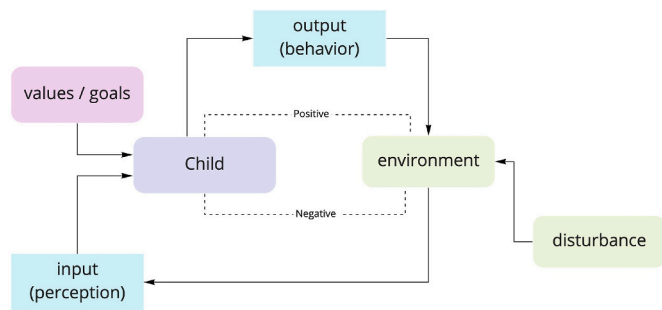 output
(behavior)
values / goals
Positive
Child
environment
Negative
disturbance
input
(perception)